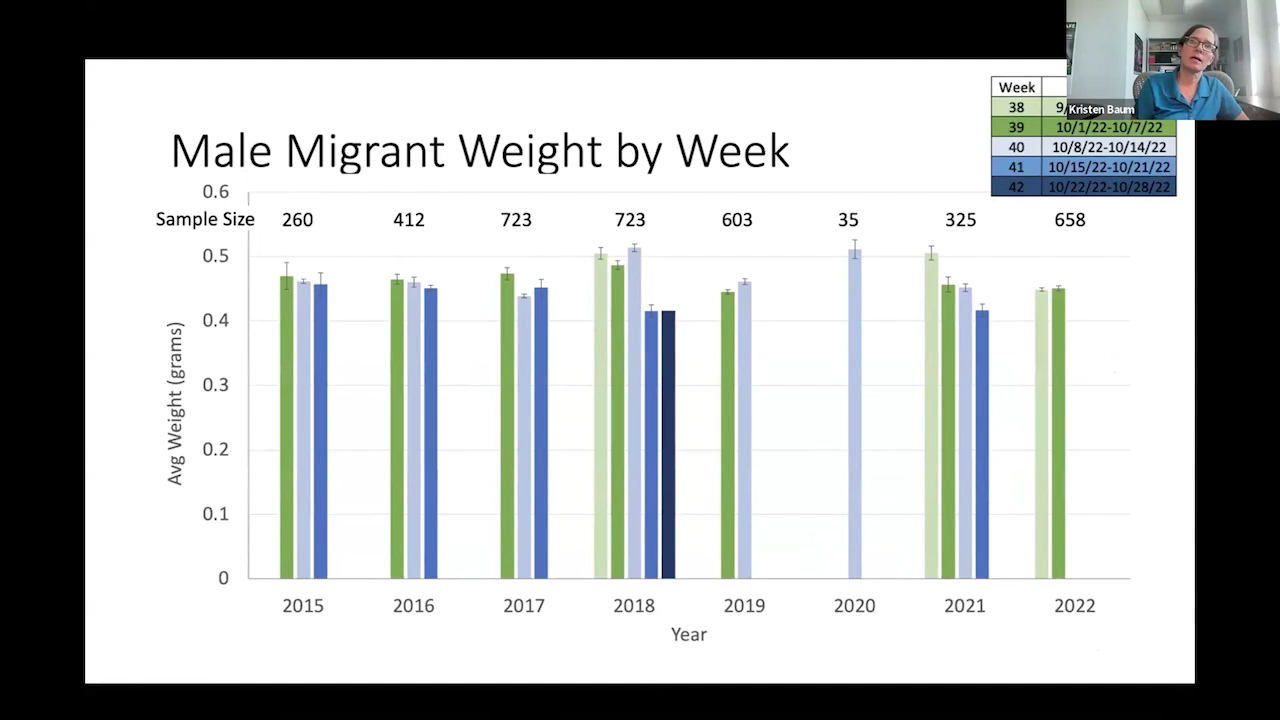 Kristen Baum
Week
38 9/
39 10/1/22-10/7/22
40 10/8/22-10/14/22
41 10/15/22-10/21/22
42 10/22/22-10/28/22
Male Migrant Weight by Week
Sample Size 260 412 723 723 603 35 325 658
0.6
0.5
0.4
0.3
0.2
0.1
0
Avg Weight (grams)
2015 2016 2017 2018 2019 2020 2021 2022
Year